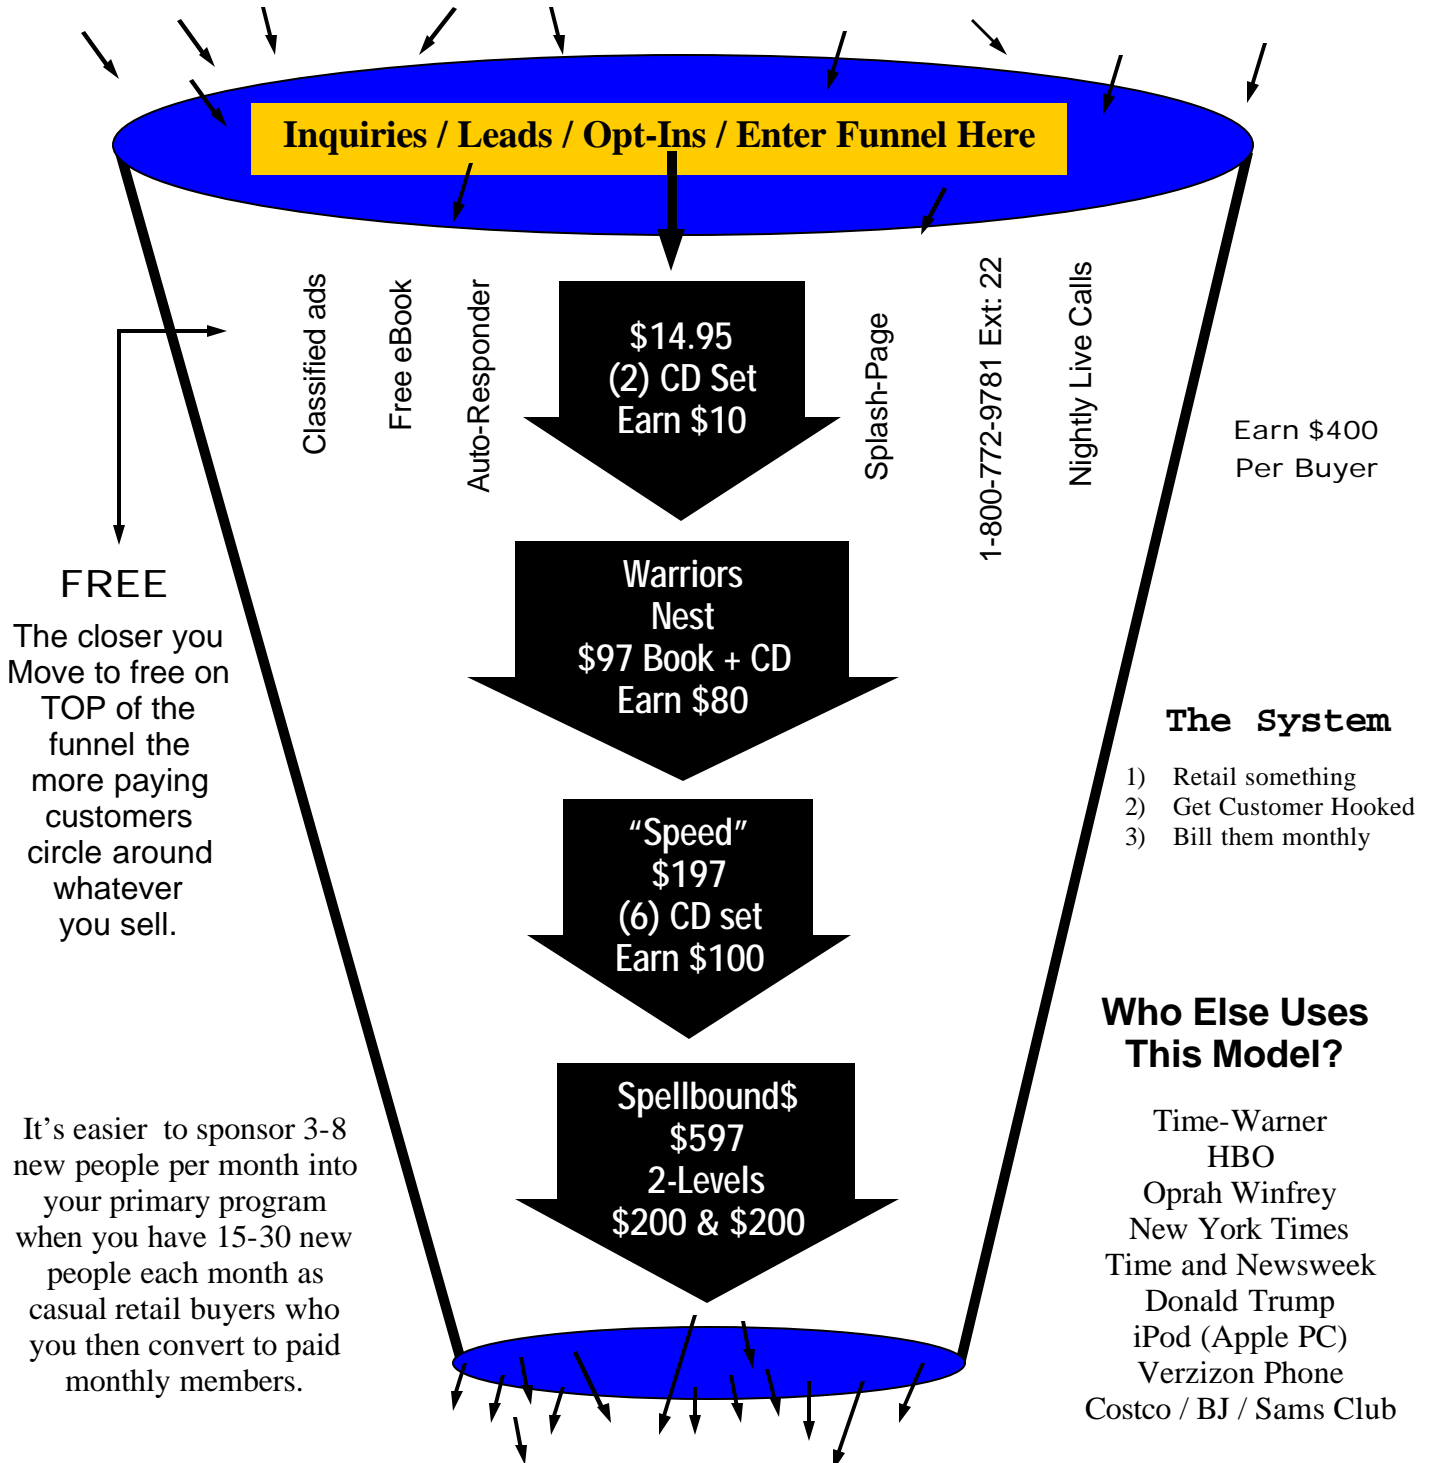 Inquiries / Leads / Opt-Ins / Enter Funnel Here
Classified ads
Free eBook
Auto-Responder
$14.95
(2) CD Set
Earn $10
Splash-Page
1-800-772-9781 Ext: 22
Nightly Live Calls
Earn $400
Per Buyer
FREE
The closer you
Move to free on
TOP of the
funnel the
more paying
customers
circle around
whatever
you sell.
Warriors
Nest
$97 Book + CD
Earn $80
The System
1) Retail something
2) Get Customer Hooked
3) Bill them monthly
“Speed”
$197
(6) CD set
Earn $100
Who Else Uses
This Model?
Time-Warner
HBO
Oprah Winfrey
New York Times
Time and Newsweek
Donald Trump
iPod (Apple PC)
Verzizon Phone
Costco / BJ / Sams Club
Spellbound$
$597
2-Levels
$200 & $200
It’s easier to sponsor 3-8
new people per month into
your primary program
when you have 15-30 new
people each month as
casual retail buyers who
you then convert to paid
monthly members.